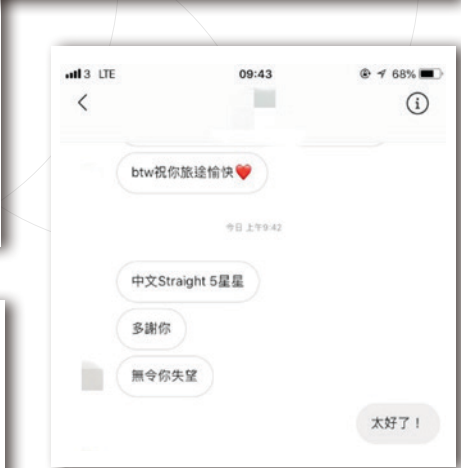 3 LTE 09:43 68%
btw祝你旅途愉快❤️
今日 上午9:42
中文Straight 5星星
多謝你
無令你失望
太好了！